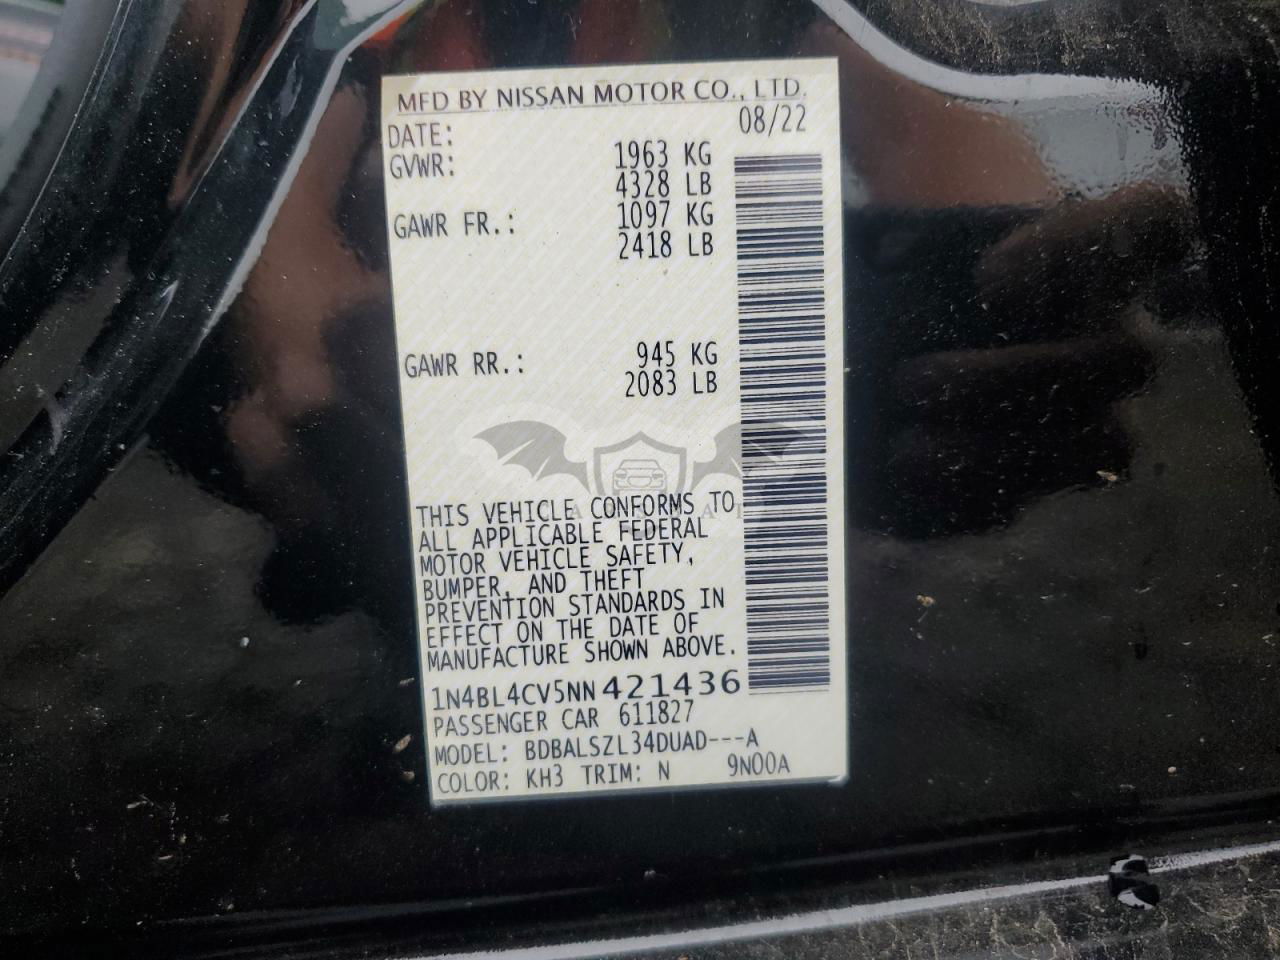 MFD BY NISSAN MOTOR CO., LTD.
DATE: 08/22
GVWR: 1963 KG
4328 LB
GAWR FR.: 1097 KG
2418 LB
GAWR RR.: 945 KG
2083 LB
THIS VEHICLE CONFORMS TO
ALL APPLICABLE FEDERAL
MOTOR VEHICLE SAFETY,
BUMPER, AND THEFT
PREVENTION STANDARDS IN
EFFECT ON THE DATE OF
MANUFACTURE SHOWN ABOVE.
1N4BL4CV5NN421436
PASSENGER CAR 611827
MODEL: BDBALSZL34DUAD---A
COLOR: KH3 TRIM: N 9N00A